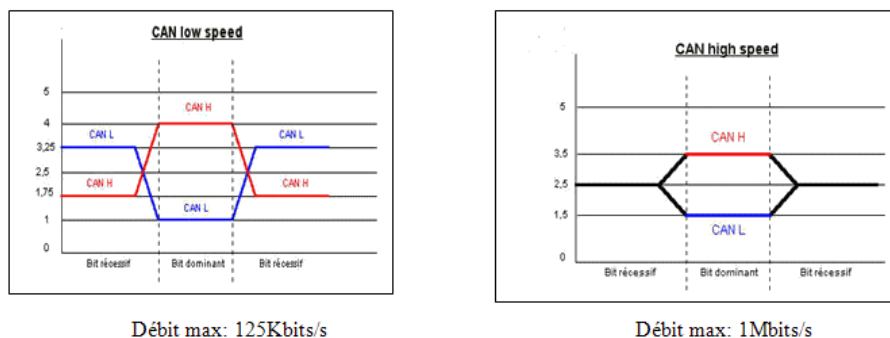 CAN low speed
5
CAN H
4
CAN L CAN L
3,25
2,5
CAN H CAN H
1,75
CAN L
1
0
Bit récessif Bit dominant Bit récessif
Débit max: 125Kbits/s
CAN high speed
5
CAN H
3,5
2,5
1,5
CAN L
0
Bit récessif Bit dominant Bit récessif
Débit max: 1Mbits/s